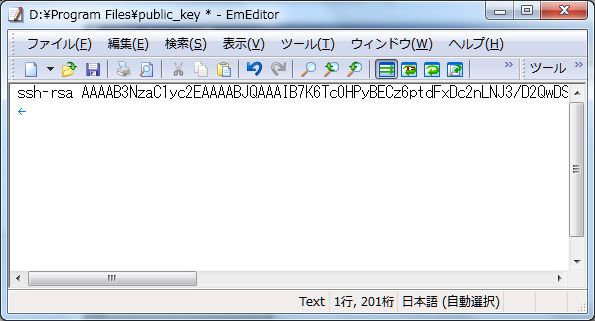 D:¥Program Files¥public_key * - EmEditor
ファイル(F) 編集(E) 検索(S) 表示(V) ツール(T) ウィンドウ(W) ヘルプ(H)
» ツール »
ssh-rsa AAAAB3NzaC1yc2EAAAABJQAAAIB7K6Tc0HPyBECz6ptdFxDc2nLNJ3/D2QwDS
←
Text 1行, 201桁 日本語 (自動選択)